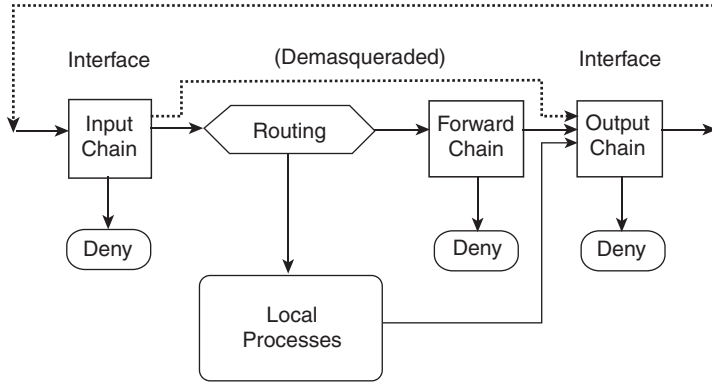 Interface
(Demasqueraded)
Interface
Input
Chain
Routing
Forward
Chain
Output
Chain
Deny
Deny
Deny
Local
Processes